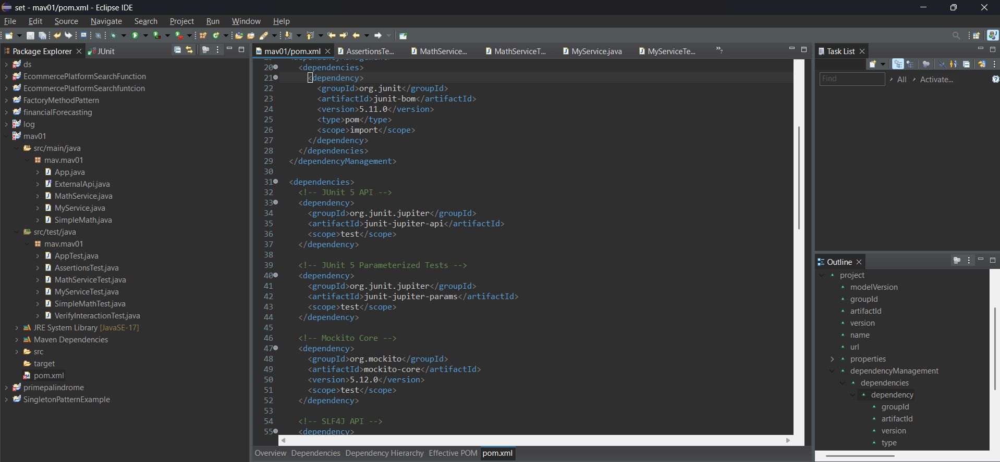 set - mav01/pom.xml - Eclipse IDE
File Edit Source Navigate Search Project Run Window Help
Package Explorer JUnit
ds
EcommercePlatformSearchFunction
EcommercePlatformSearchfuntcion
FactoryMethodPattern
financialForecasting
log
mav01
src/main/java
mav.mav01
App.java
ExternalApi.java
MathService.java
MyService.java
SimpleMath.java
src/test/java
mav.mav01
AppTest.java
AssertionsTest.java
MathServiceTest.java
MyServiceTest.java
SimpleMathTest.java
VerifyInteractionTest.java
JRE System Library [JavaSE-17]
Maven Dependencies
src
target
pom.xml
primepalindrome
SingletonPatternExample
mav01/pom.xml AssertionsTe... MathService... MathServiceT... MyService.java MyServiceTe... »7
20 <dependencies>
21 <dependency>
22 <groupId>org.junit</groupId>
23 <artifactId>junit-bom</artifactId>
24 <version>5.11.0</version>
25 <type>pom</type>
26 <scope>import</scope>
27 </dependency>
28 </dependencies>
29 </dependencyManagement>
30
31 <dependencies>
32 <!-- JUnit 5 API -->
33 <dependency>
34 <groupId>org.junit.jupiter</groupId>
35 <artifactId>junit-jupiter-api</artifactId>
36 <scope>test</scope>
37 </dependency>
38
39 <!-- JUnit 5 Parameterized Tests -->
40 <dependency>
41 <groupId>org.junit.jupiter</groupId>
42 <artifactId>junit-jupiter-params</artifactId>
43 <scope>test</scope>
44 </dependency>
45
46 <!-- Mockito Core -->
47 <dependency>
48 <groupId>org.mockito</groupId>
49 <artifactId>mockito-core</artifactId>
50 <version>5.12.0</version>
51 <scope>test</scope>
52 </dependency>
53
54 <!-- SLF4J API -->
55 <dependency>
Overview Dependencies Dependency Hierarchy Effective POM pom.xml
Task List
Find All Activate...
Outline
project
modelVersion
groupId
artifactId
version
name
url
properties
dependencyManagement
dependencies
dependency
groupId
artifactId
version
type